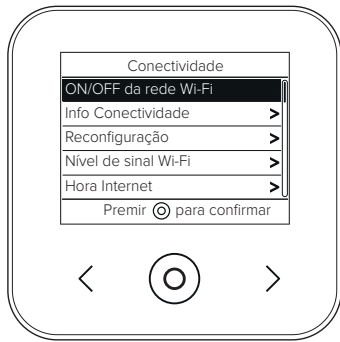 Conectividade
ON/OFF da rede Wi-Fi
Info Conectividade >
Reconfiguração >
Nível de sinal Wi-Fi >
Hora Internet >
Premir ◎ para confirmar